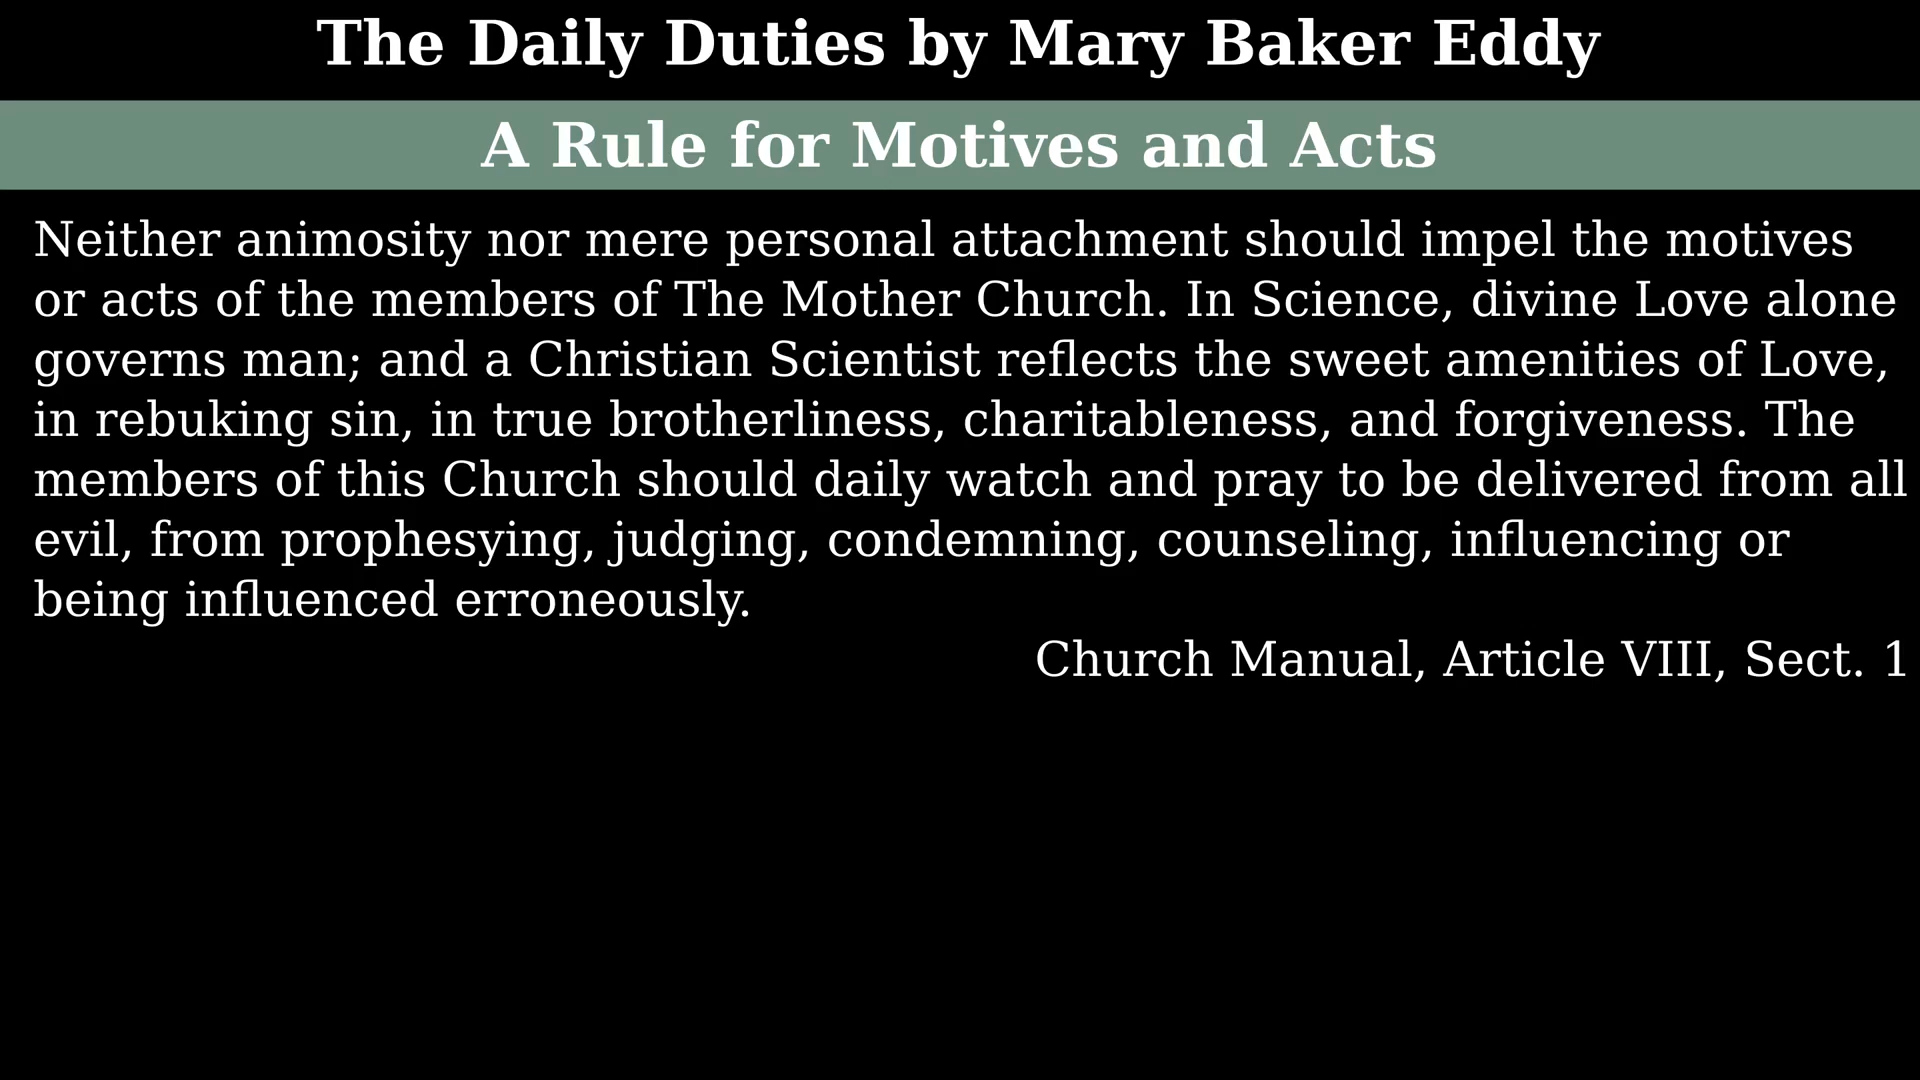 The Daily Duties by Mary Baker Eddy
A Rule for Motives and Acts
Neither animosity nor mere personal attachment should impel the motives
or acts of the members of The Mother Church. In Science, divine Love alone
governs man; and a Christian Scientist reflects the sweet amenities of Love,
in rebuking sin, in true brotherliness, charitableness, and forgiveness. The
members of this Church should daily watch and pray to be delivered from all
evil, from prophesying, judging, condemning, counseling, influencing or
being influenced erroneously.
Church Manual, Article VIII, Sect. 1